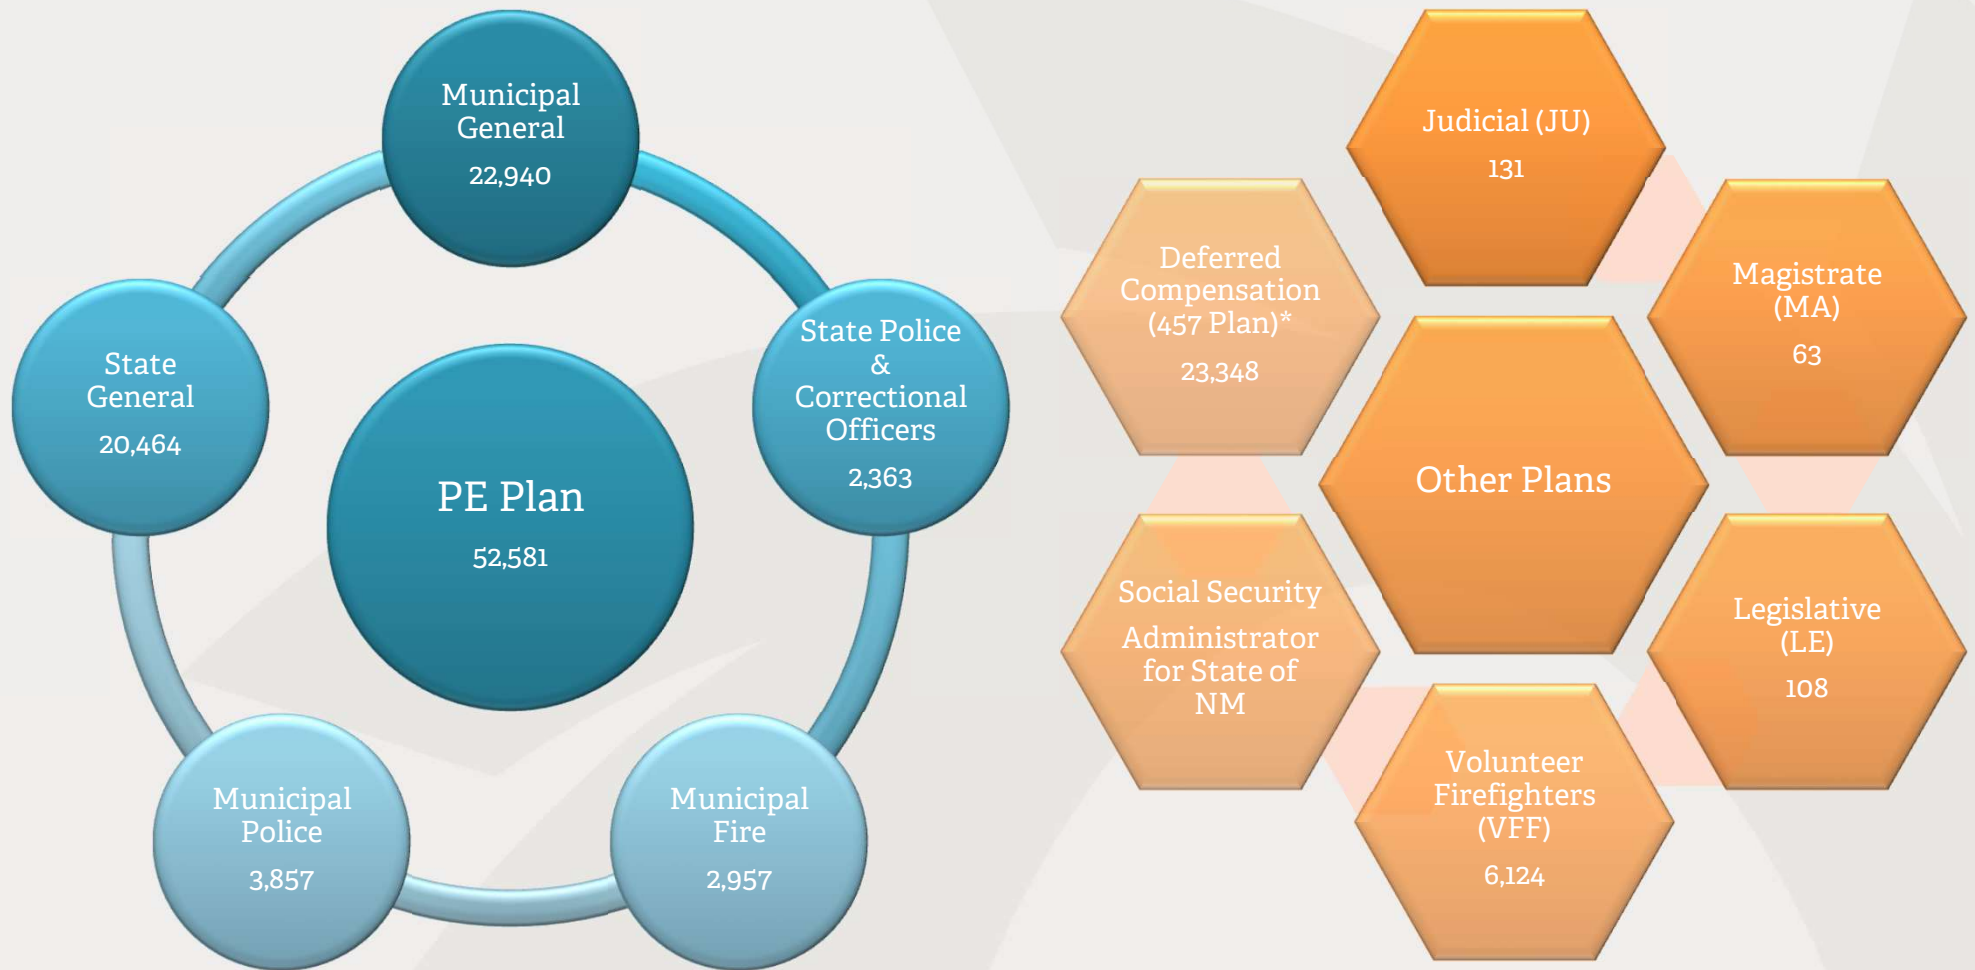 Municipal
General
22,940
State Police
&
Correctional
Officers
2,363
Municipal
Fire
2,957
Municipal
Police
3,857
State
General
20,464
PE Plan
52,581
Judicial (JU)
131
Magistrate
(MA)
63
Legislative
(LE)
108
Volunteer
Firefighters
(VFF)
6,124
Social Security
Administrator
for State of
NM
Deferred
Compensation
(457 Plan)*
23,348
Other Plans